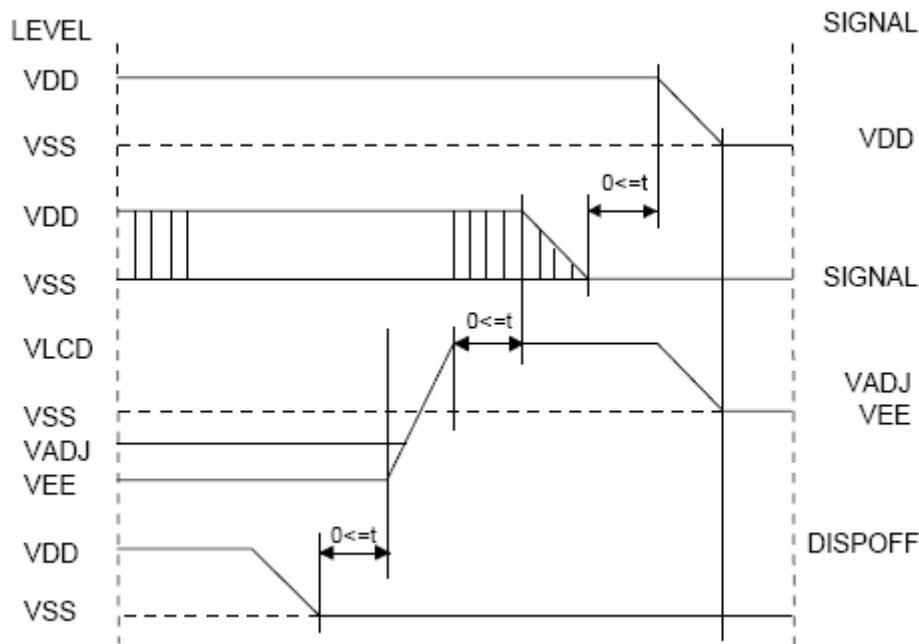 LEVEL
SIGNAL
VDD
VSS
VDD
0<=t
VDD
VSS
SIGNAL
0<=t
VLCD
VSS
VADJ
VEE
VADJ
VEE
0<=t
VDD
DISPOFF
VSS